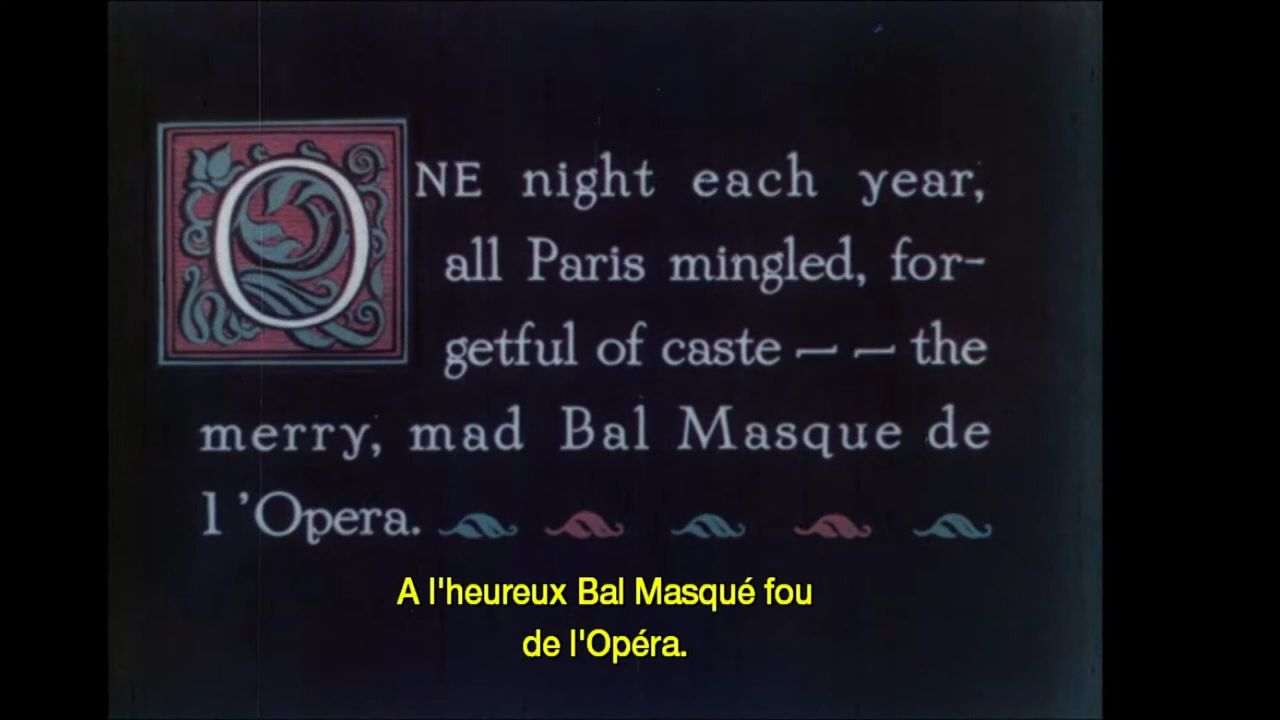 ONE night each year,
all Paris mingled, for-
getful of caste — — the
merry, mad Bal Masque de
l'Opera.
A l'heureux Bal Masqué fou
de l'Opéra.